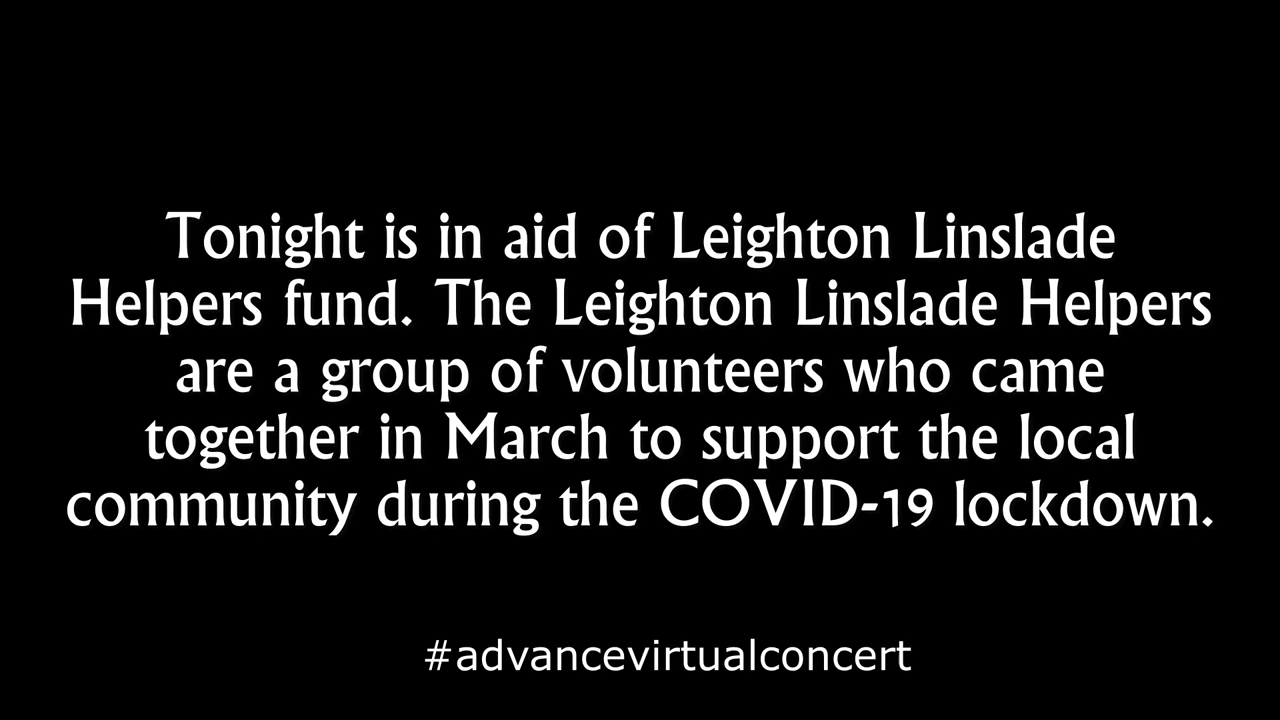 Tonight is in aid of Leighton Linslade
Helpers fund. The Leighton Linslade Helpers
are a group of volunteers who came
together in March to support the local
community during the COVID-19 lockdown.
#advancevirtualconcert